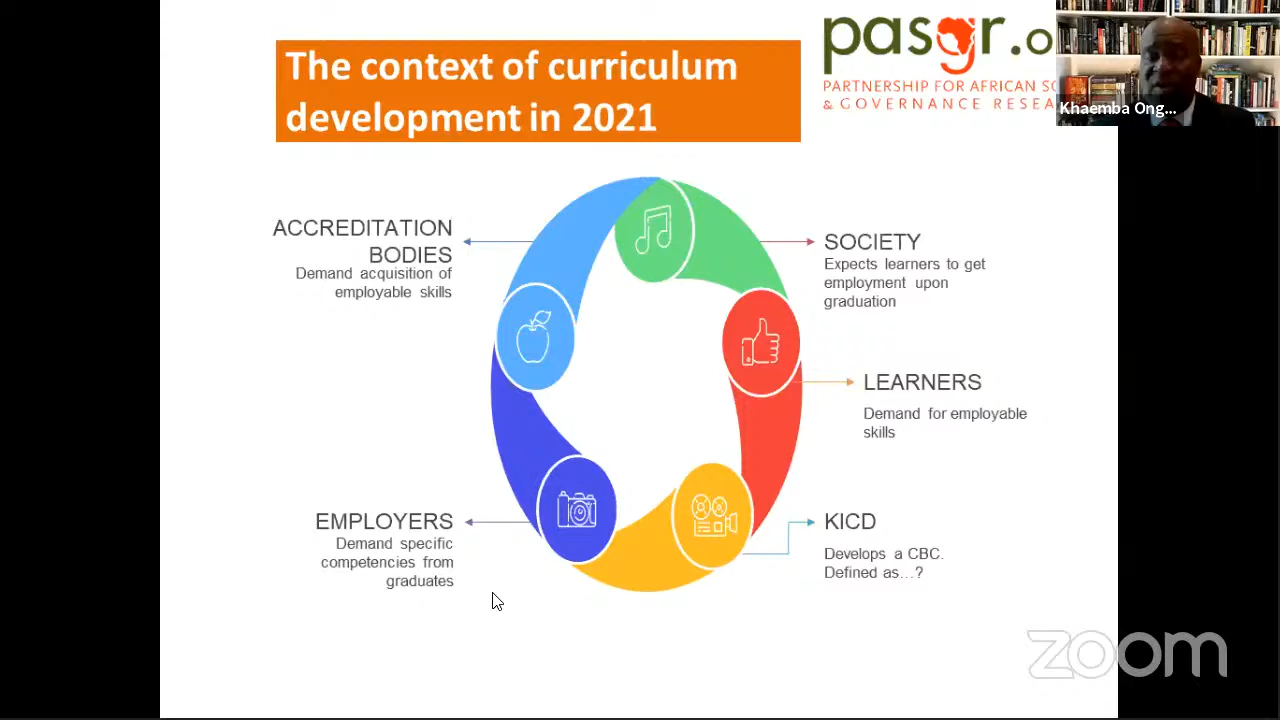 The context of curriculum
development in 2021
pasgr.o
PARTNERSHIP FOR AFRICAN SO
& GOVERNANCE RESEA
Khaemba Ong...
ACCREDITATION
BODIES
Demand acquisition of
employable skills
SOCIETY
Expects learners to get
employment upon
graduation
LEARNERS
Demand for employable
skills
EMPLOYERS
Demand specific
competencies from
graduates
KICD
Develops a CBC.
Defined as...?
zoom